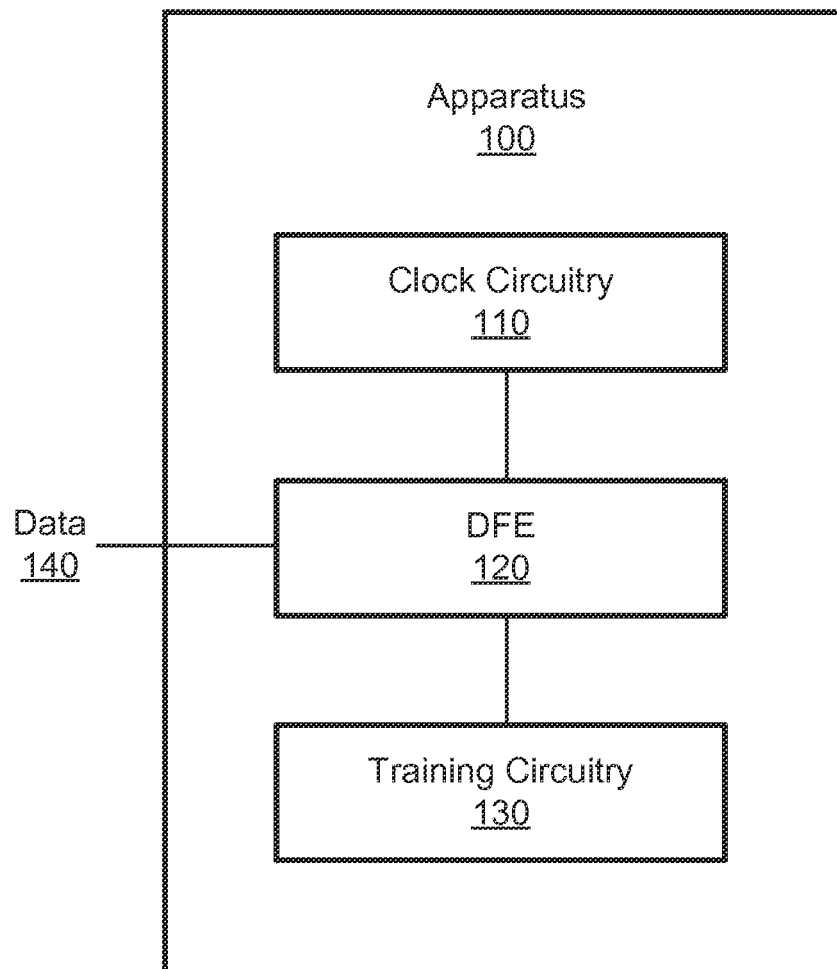 Apparatus
100
Clock Circuitry
110
Data
140
DFE
120
Training Circuitry
130